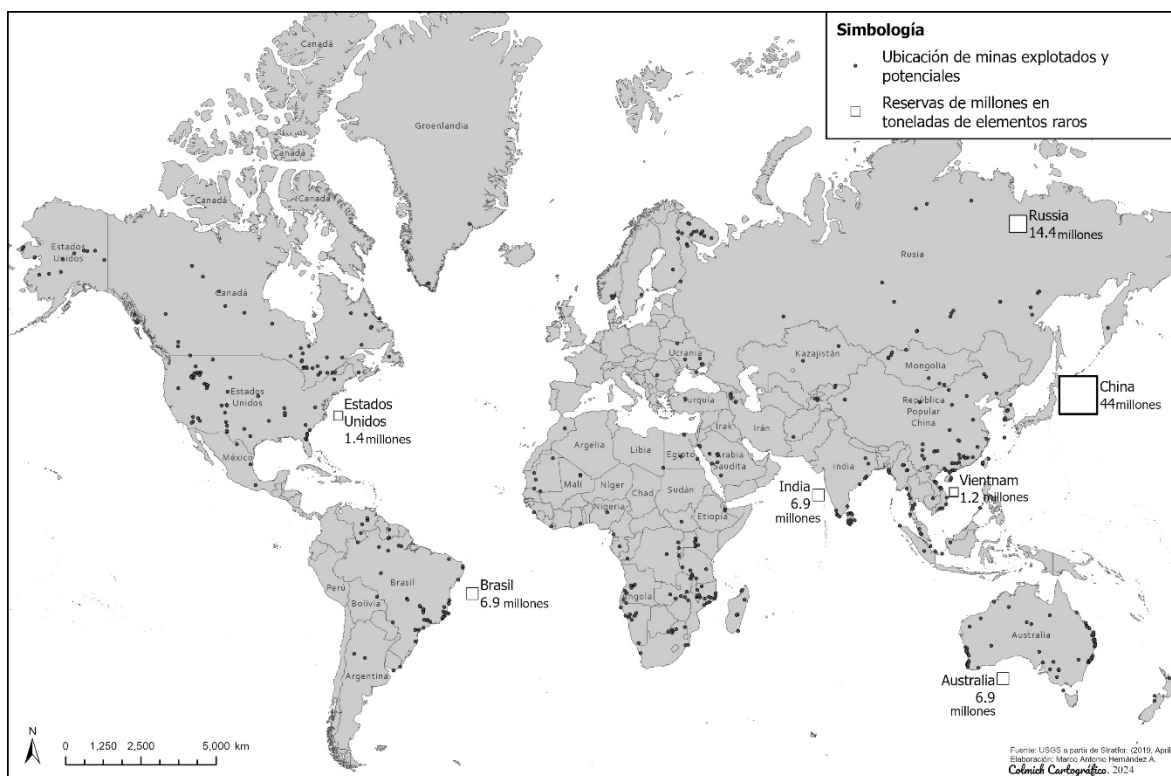 Simbología
Ubicación de minas explotados y
potenciales
Reservas de millones en
toneladas de elementos raros
Canadá
Groenlandia
Canadá
Canadá
Canadá
Estados
Unidos
Canadá
Russia
14.4 millones
Rusia
Ucrania
Kazajistán
Mongolia
Estados
Unidos
Estados
Unidos
1.4 millones
Turquía
República
Popular
China
China
44millones
México
Irak
Irán
Argelia
Libia
Egipto
Arabia
Saudita
India
Malí
Níger
Chad
Sudán
India
6.9
millones
Vientnam
1.2 millones
Nigeria
Etiopía
Perú
Brasil
Brasil
6.9 millones
Bolivia
Angola
Australia
Argentina
Australia
6.9
millones
N
0 1,250 2,500 5,000 km
Fuente: USGS a partir de Stratfor. (2019, April
Elaboración: Marco Antonio Hernández A.
Colmich Cartográfico. 2024